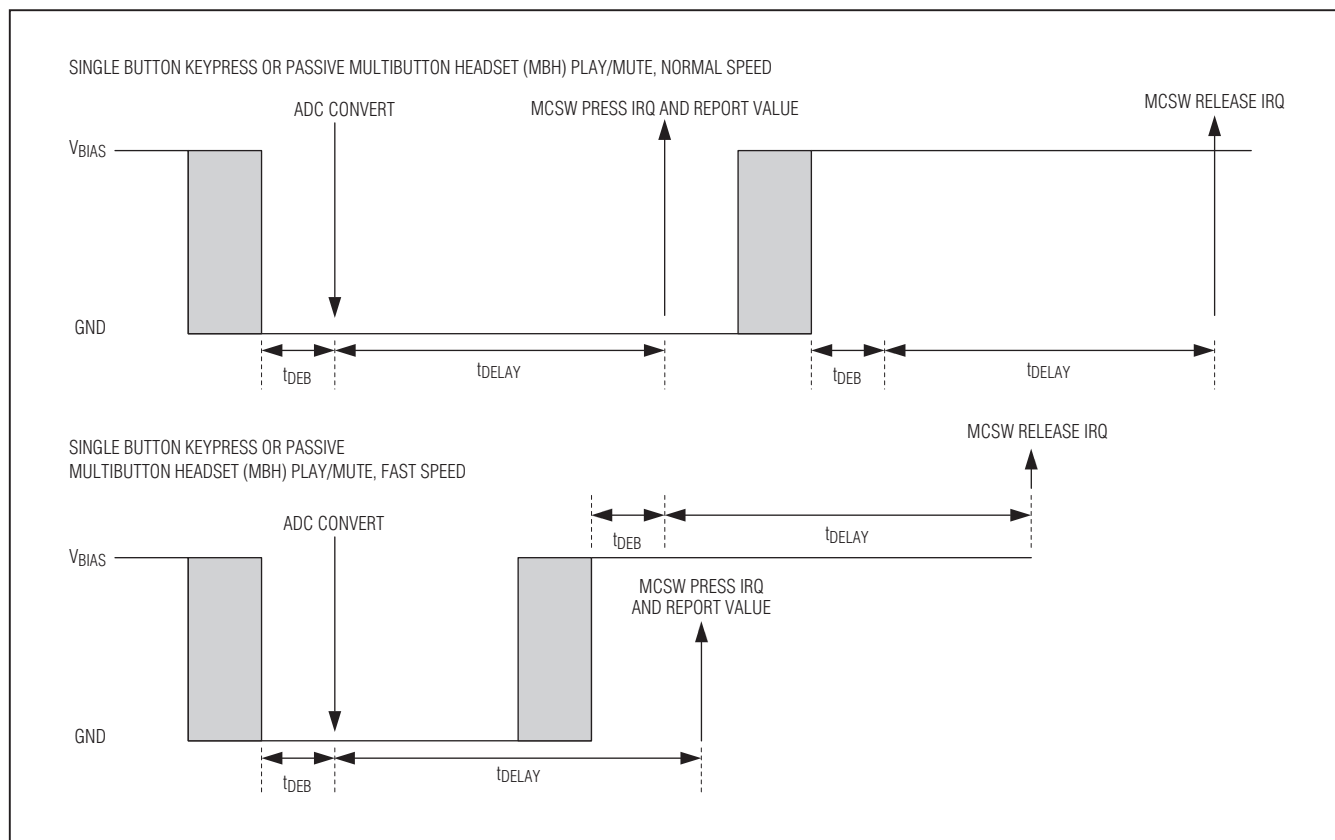 SINGLE BUTTON KEYPRESS OR PASSIVE MULTIBUTTON HEADSET (MBH) PLAY/MUTE, NORMAL SPEED
ADC CONVERT
MCSW PRESS IRQ AND REPORT VALUE
MCSW RELEASE IRQ
VBIAS
GND
tDEB
tDELAY
tDEB
tDELAY
SINGLE BUTTON KEYPRESS OR PASSIVE
MULTIBUTTON HEADSET (MBH) PLAY/MUTE, FAST SPEED
MCSW RELEASE IRQ
ADC CONVERT
tDEB
tDELAY
VBIAS
MCSW PRESS IRQ
AND REPORT VALUE
GND
tDEB
tDELAY